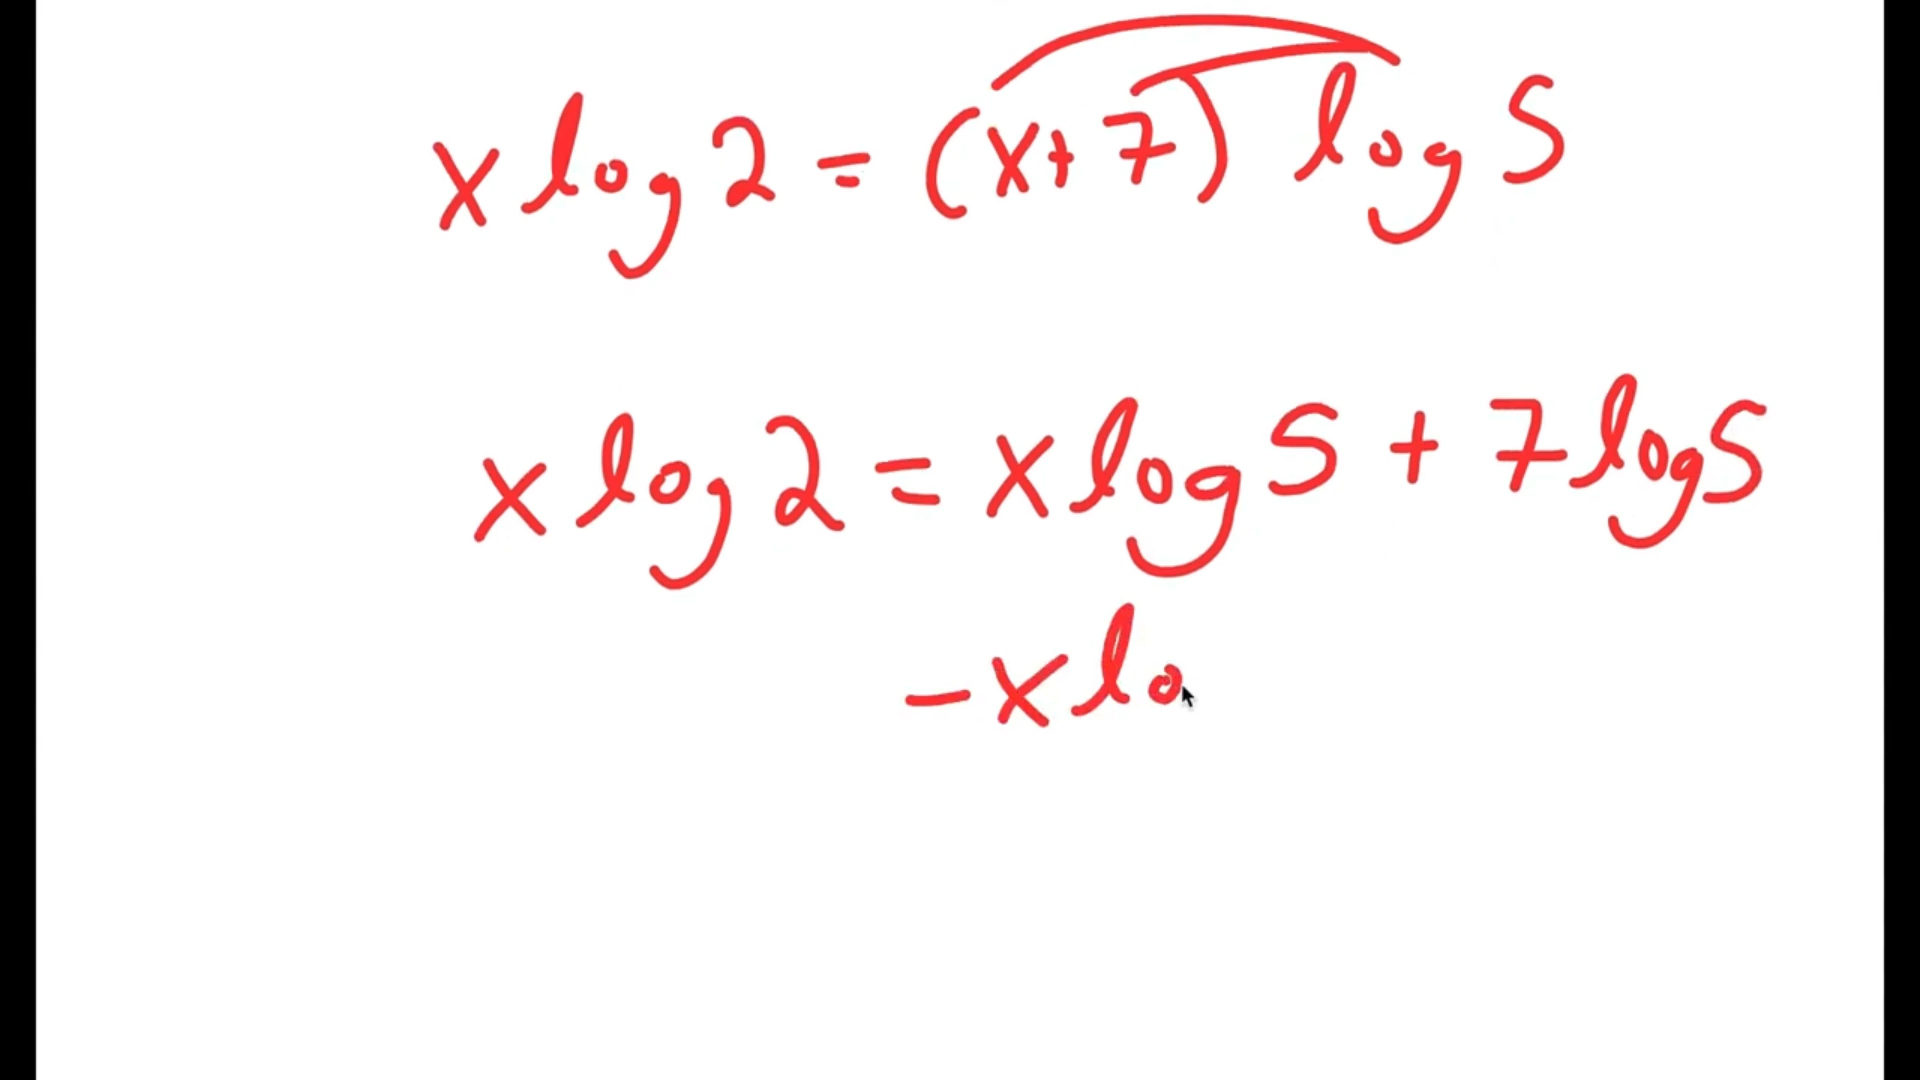 x log 2 = (x + 7) log 5
x log 2 = x log 5 + 7 log 5
- x lo